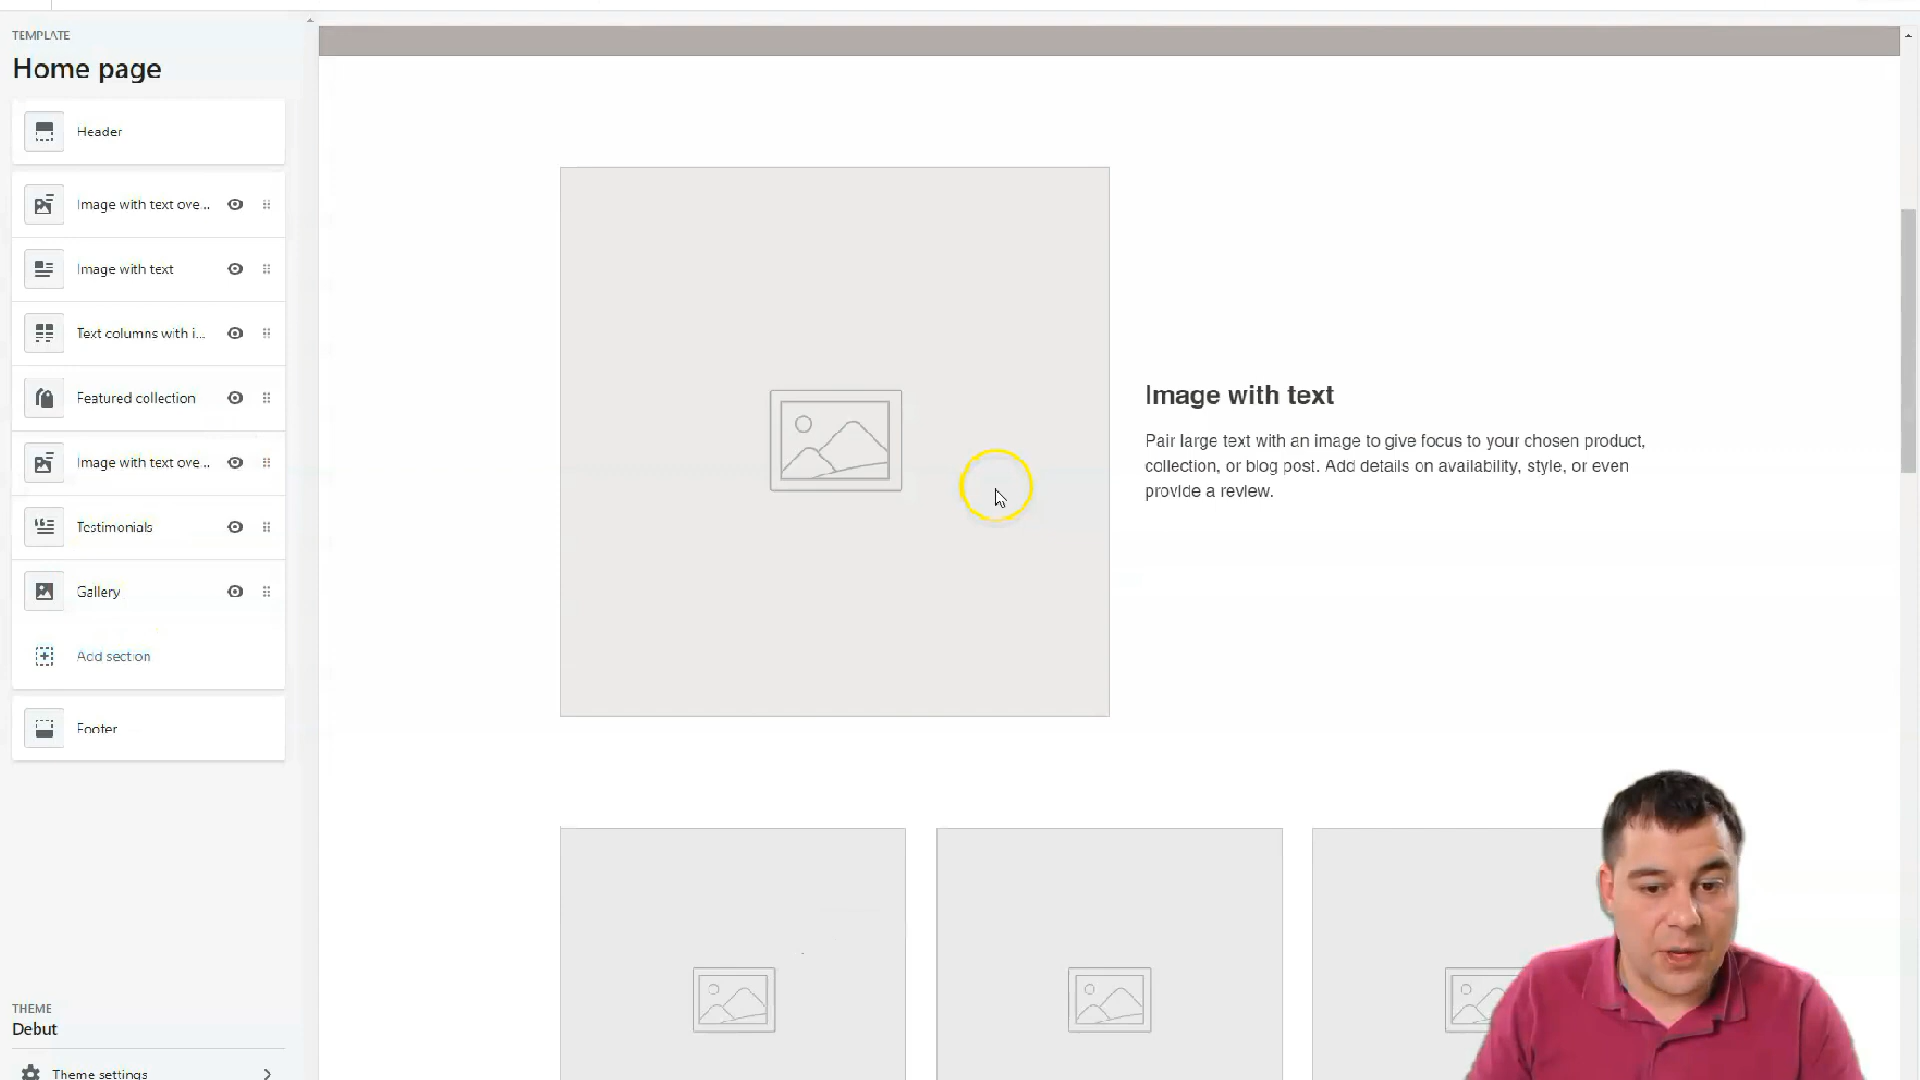 TEMPLATE
Home page
Header
Image with text ove...
Image with text
Text columns with i...
Featured collection
Image with text ove...
Testimonials
Gallery
Add section
Footer
THEME
Debut
Theme settings
Image with text
Pair large text with an image to give focus to your chosen product,
collection, or blog post. Add details on availability, style, or even
provide a review.